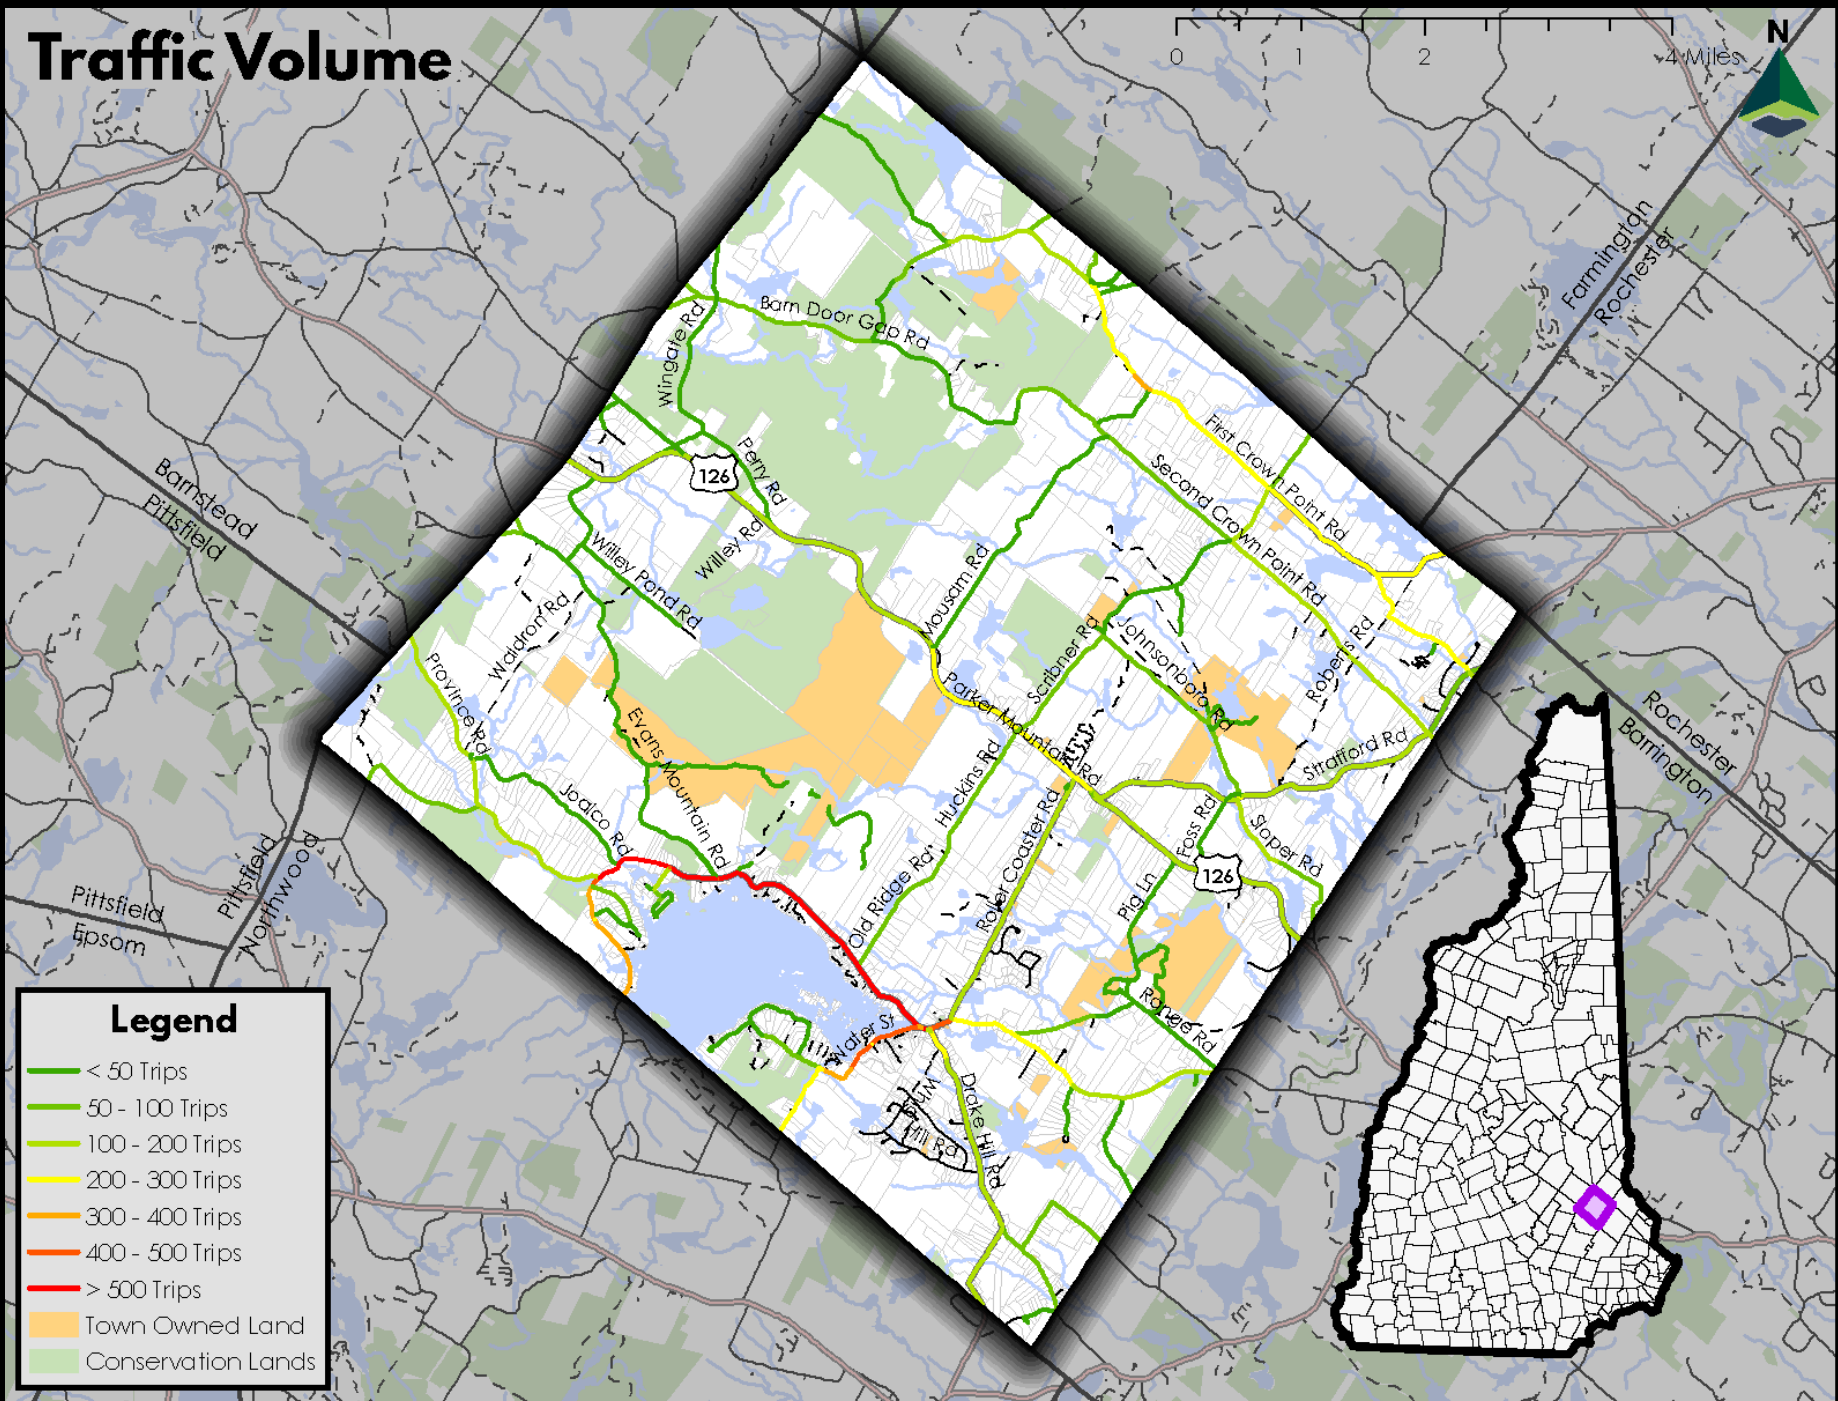 Traffic Volume
0 1 2 4 Miles
N
Farmington
Rochester
Barn Door Gap Rd
Wingate Rd
First Crown Point Rd
Perry Rd
126
Second Crown Point Rd
Barnstead
Pittsfield
Willey Rd
Willey Pond Rd
Mousam Rd
Waldron Rd
Scribner Rd
Johnsonboro Rd
Roberts Rd
Province Rd
Parker Mountain Rd
Evans Mountain Rd
Strafford Rd
Rochester
Barrington
Huckins Rd
Joalco Rd
Roller Coaster Rd
Foss Rd
Sloper Rd
126
Old Ridge Rd
Pig Ln
Pittsfield
Northwood
Pittsfield
Epsom
Range Rd
Water St
Drake Hill Rd
Whig
Hill Rd
Legend
< 50 Trips
50 - 100 Trips
100 - 200 Trips
200 - 300 Trips
300 - 400 Trips
400 - 500 Trips
> 500 Trips
Town Owned Land
Conservation Lands